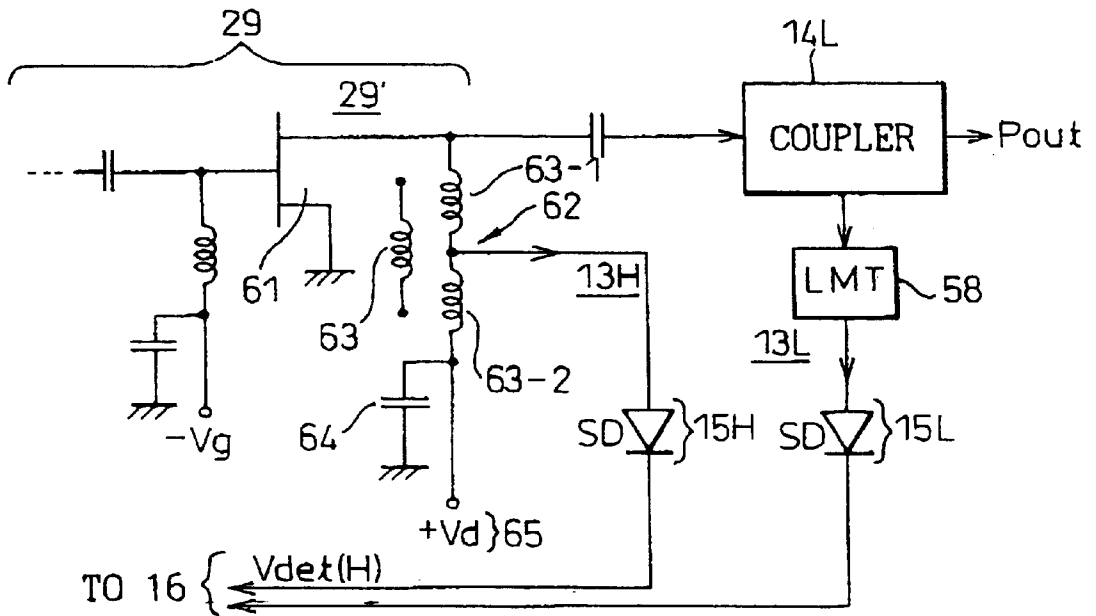 29
14L
29'
COUPLER
Pout
63-1
62
61
63
13H
LMT
58
13L
63-2
64
-Vg
SD
15H
SD
15L
+Vd
65
Vdet(H)
TO 16